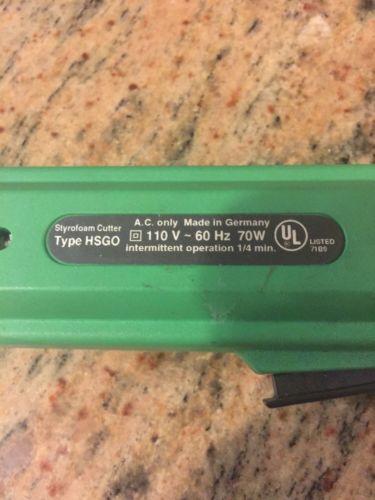 Styrofoam Cutter
Type HSGO
A.C. only Made in Germany
110 V ~ 60 Hz 70W
intermittent operation 1/4 min.
UL
LISTED